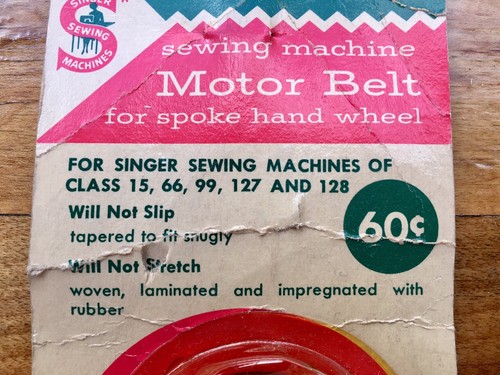 SINGER
SEWING
MACHINES
sewing machine
Motor Belt
for spoke hand wheel
FOR SINGER SEWING MACHINES OF
CLASS 15, 66, 99, 127 AND 128
Will Not Slip
tapered to fit snugly
60¢
Will Not Stretch
woven, laminated and impregnated with
rubber